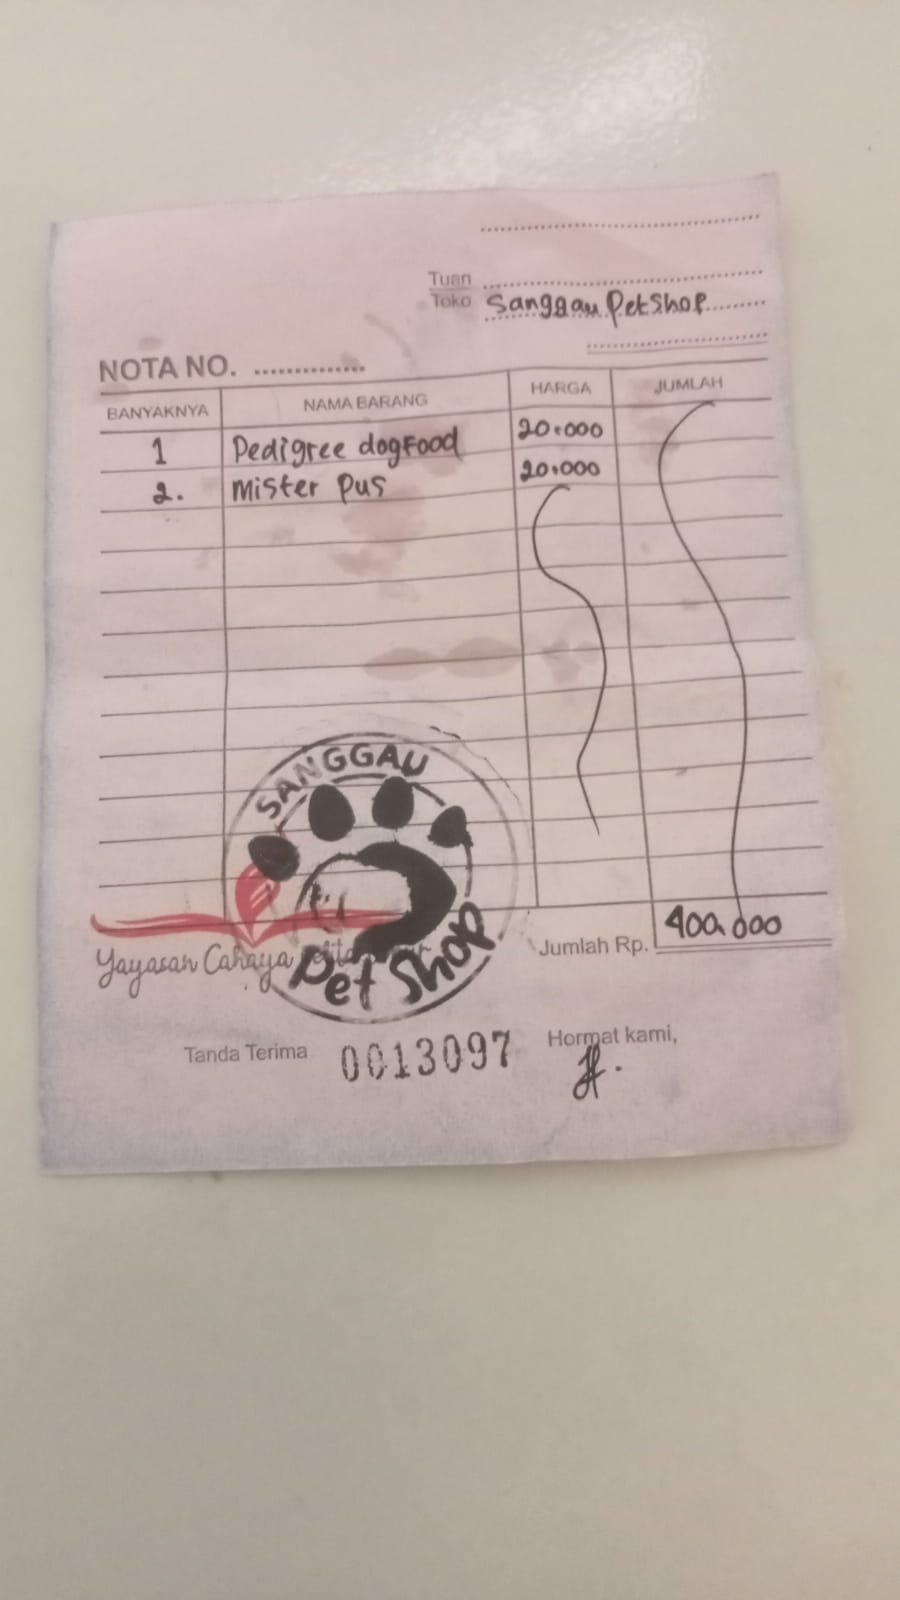 Tuan
Toko Sanggau Petshop
NOTA NO.
BANYAKNYA NAMA BARANG HARGA JUMLAH
1 Pedigree dogFood 20.000
2. Mister Pus 20.000
SANGGAU
Pet Shop
Yayasan Cahaya
Jumlah Rp. 400.000
Tanda Terima 0013097 Hormat kami,